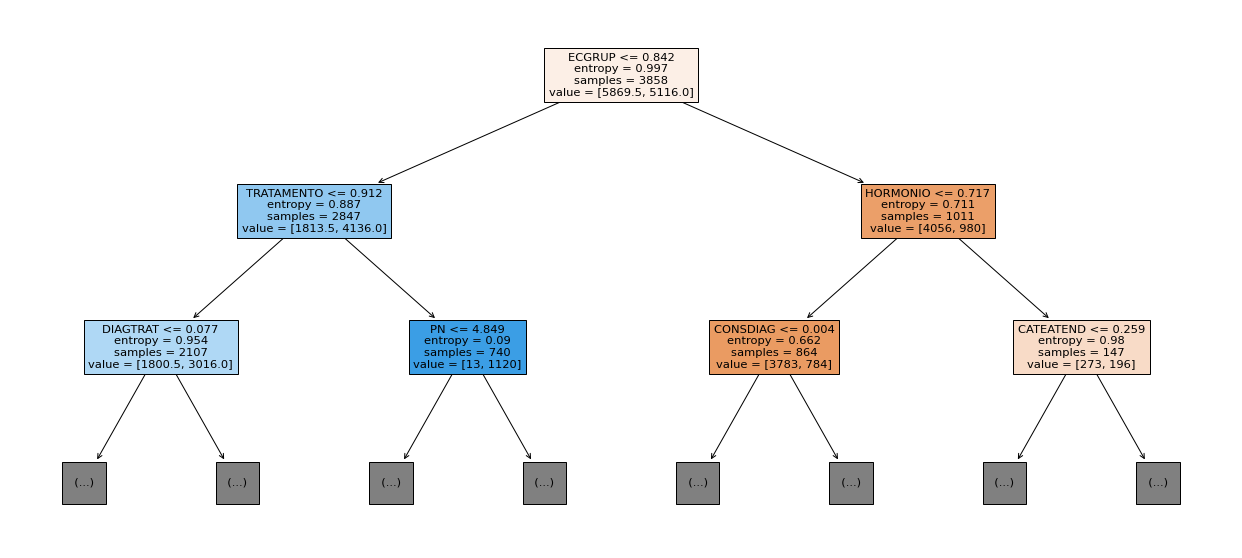 ECGRUP <= 0.842
entropy = 0.997
samples = 3858
value = [5869.5, 5116.0]
TRATAMENTO <= 0.912
entropy = 0.887
samples = 2847
value = [1813.5, 4136.0]
HORMONIO <= 0.717
entropy = 0.711
samples = 1011
value = [4056, 980]
DIAGTRAT <= 0.077
entropy = 0.954
samples = 2107
value = [1800.5, 3016.0]
PN <= 4.849
entropy = 0.09
samples = 740
value = [13, 1120]
CONSDIAG <= 0.004
entropy = 0.662
samples = 864
value = [3783, 784]
CATEATEND <= 0.259
entropy = 0.98
samples = 147
value = [273, 196]
(...)
(...)
(...)
(...)
(...)
(...)
(...)
(...)